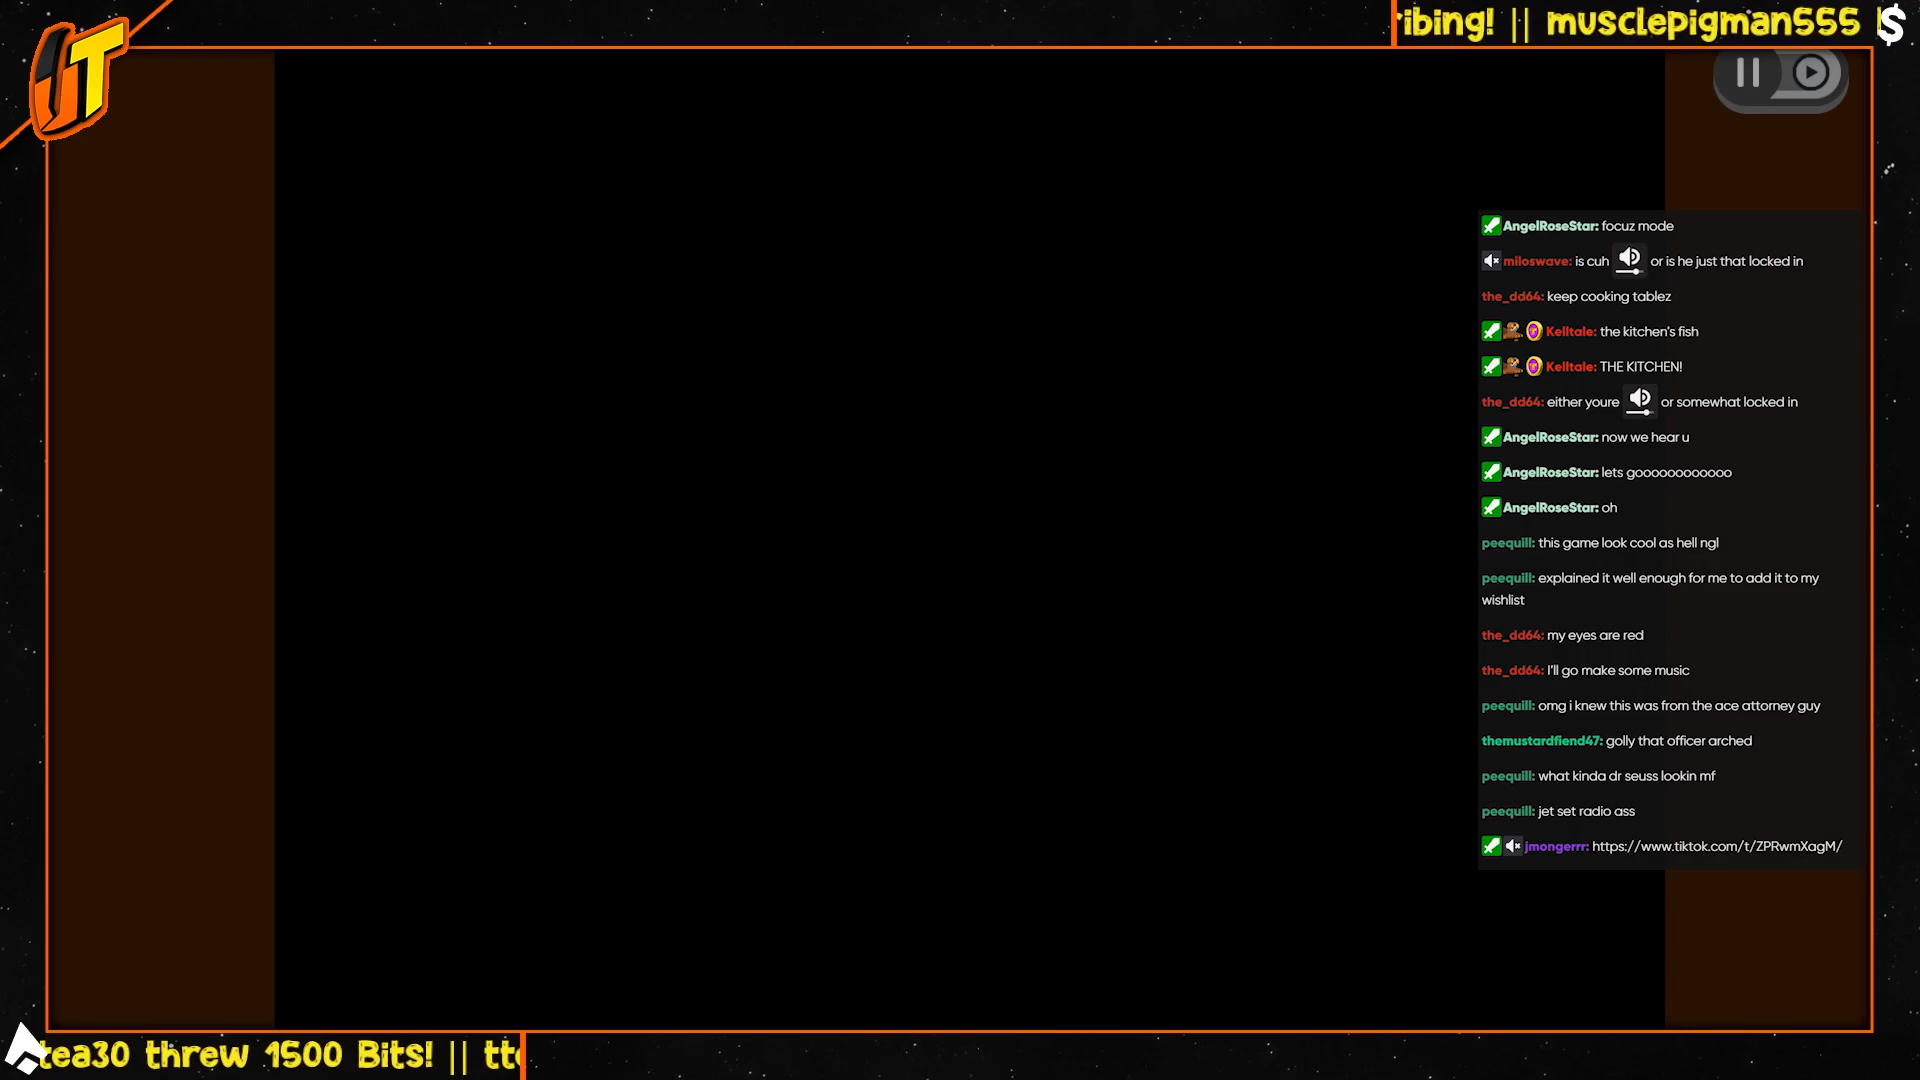 ribing! || musclepigman555
$
JT
AngelRoseStar: focuz mode
miloswave: is cuh or is he just that locked in
the_dd64: keep cooking tablez
Kelltale: the kitchen's fish
Kelltale: THE KITCHEN!
the_dd64: either youre or somewhat locked in
AngelRoseStar: now we hear u
AngelRoseStar: lets goooooooooooo
AngelRoseStar: oh
peequill: this game look cool as hell ngl
peequill: explained it well enough for me to add it to my
wishlist
the_dd64: my eyes are red
the_dd64: I'll go make some music
peequill: omg i knew this was from the ace attorney guy
themustardfiend47: golly that officer arched
peequill: what kinda dr seuss lookin mf
peequill: jet set radio ass
jmongerrr: https://www.tiktok.com/t/ZPRwmXagM/
tea30 threw 1500 Bits! || tt